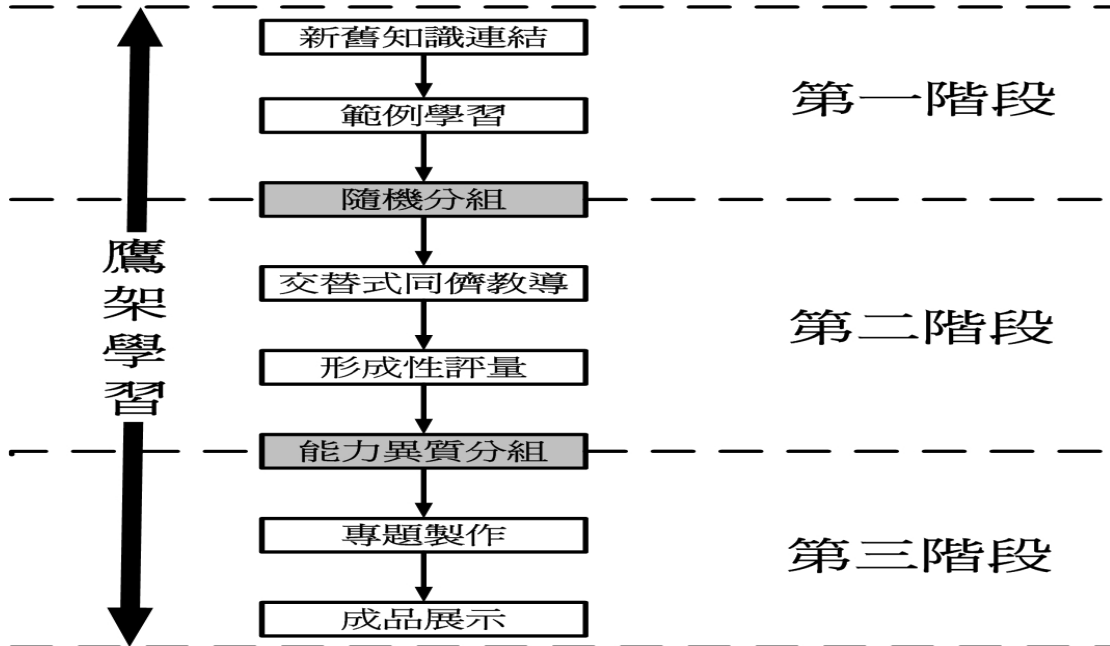 新舊知識連結
範例學習
第一階段
隨機分組
鷹架學習
交替式同儕教導
第二階段
形成性評量
能力異質分組
專題製作
第三階段
成品展示